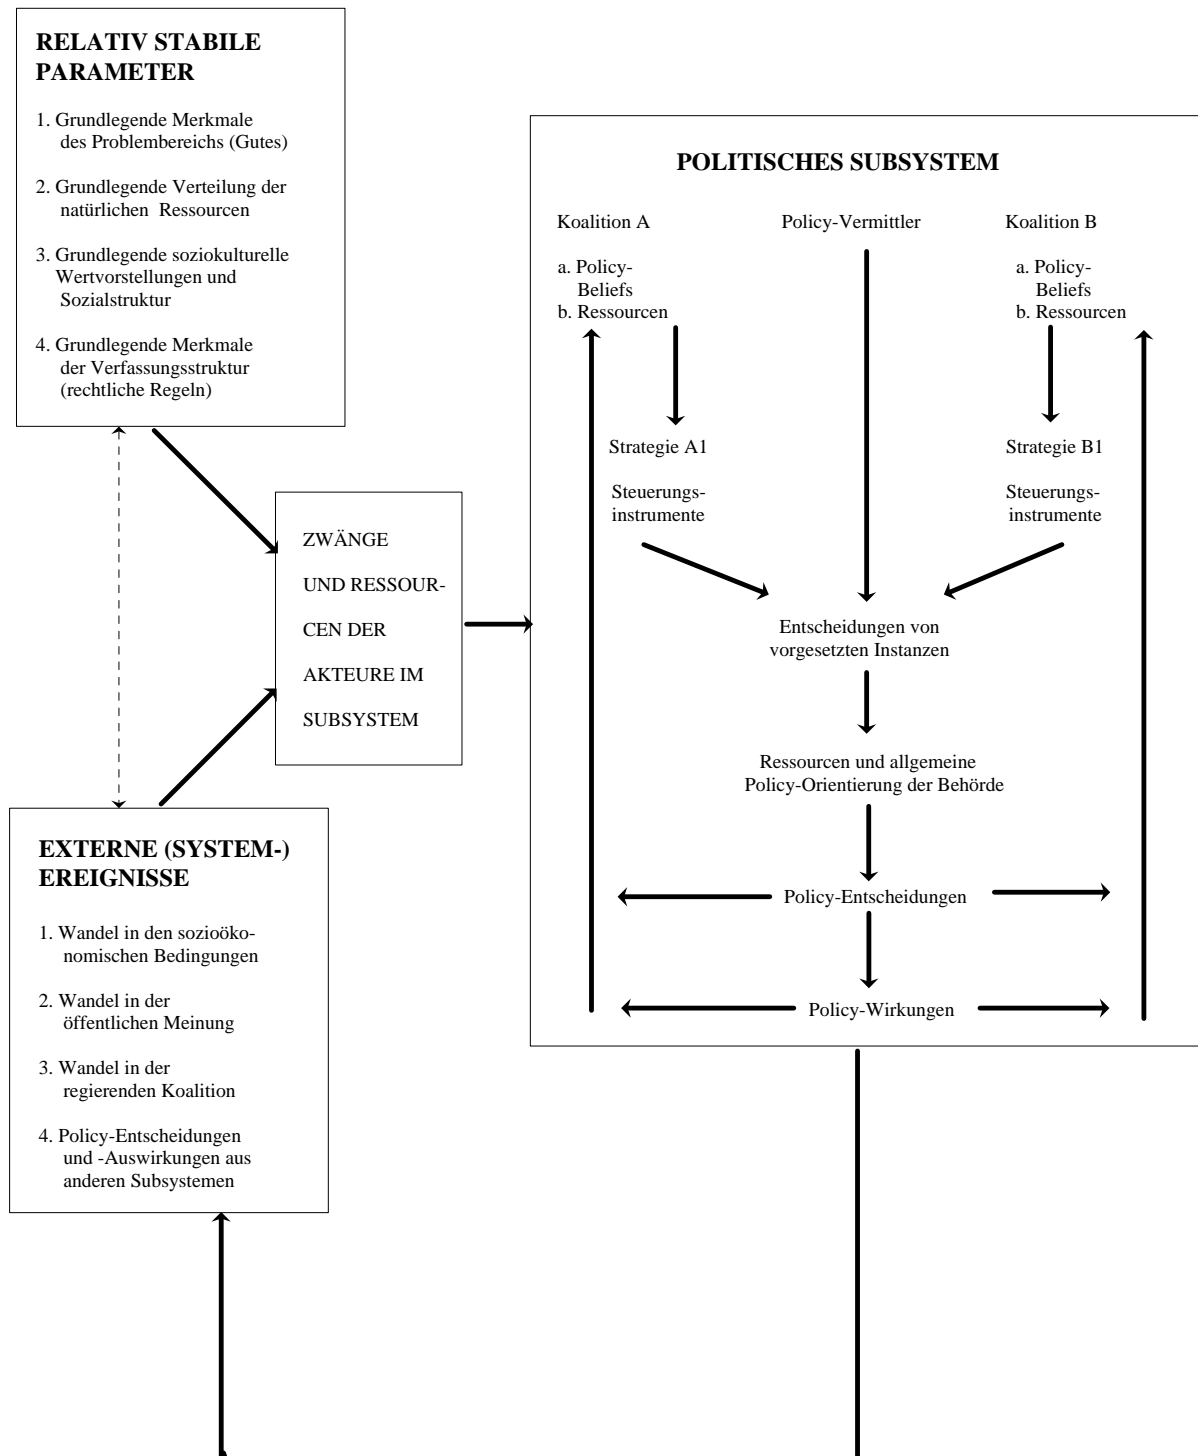 RELATIV STABILE
PARAMETER
1. Grundlegende Merkmale
des Problembereichs (Gutes)
2. Grundlegende Verteilung der
natürlichen Ressourcen
3. Grundlegende soziokulturelle
Wertvorstellungen und
Sozialstruktur
4. Grundlegende Merkmale
der Verfassungsstruktur
(rechtliche Regeln)
ZWÄNGE
UND RESSOUR-
CEN DER
AKTEURE IM
SUBSYSTEM
EXTERNE (SYSTEM-)
EREIGNISSE
1. Wandel in den sozioöko-
nomischen Bedingungen
2. Wandel in der
öffentlichen Meinung
3. Wandel in der
regierenden Koalition
4. Policy-Entscheidungen
und -Auswirkungen aus
anderen Subsystemen
POLITISCHES SUBSYSTEM
Koalition A
a. Policy-
Beliefs
b. Ressourcen
Strategie A1
Steuerungs-
instrumente
Policy-Vermittler
Koalition B
a. Policy-
Beliefs
b. Ressourcen
Strategie B1
Steuerungs-
instrumente
Entscheidungen von
vorgesetzten Instanzen
Ressourcen und allgemeine
Policy-Orientierung der Behörde
Policy-Entscheidungen
Policy-Wirkungen